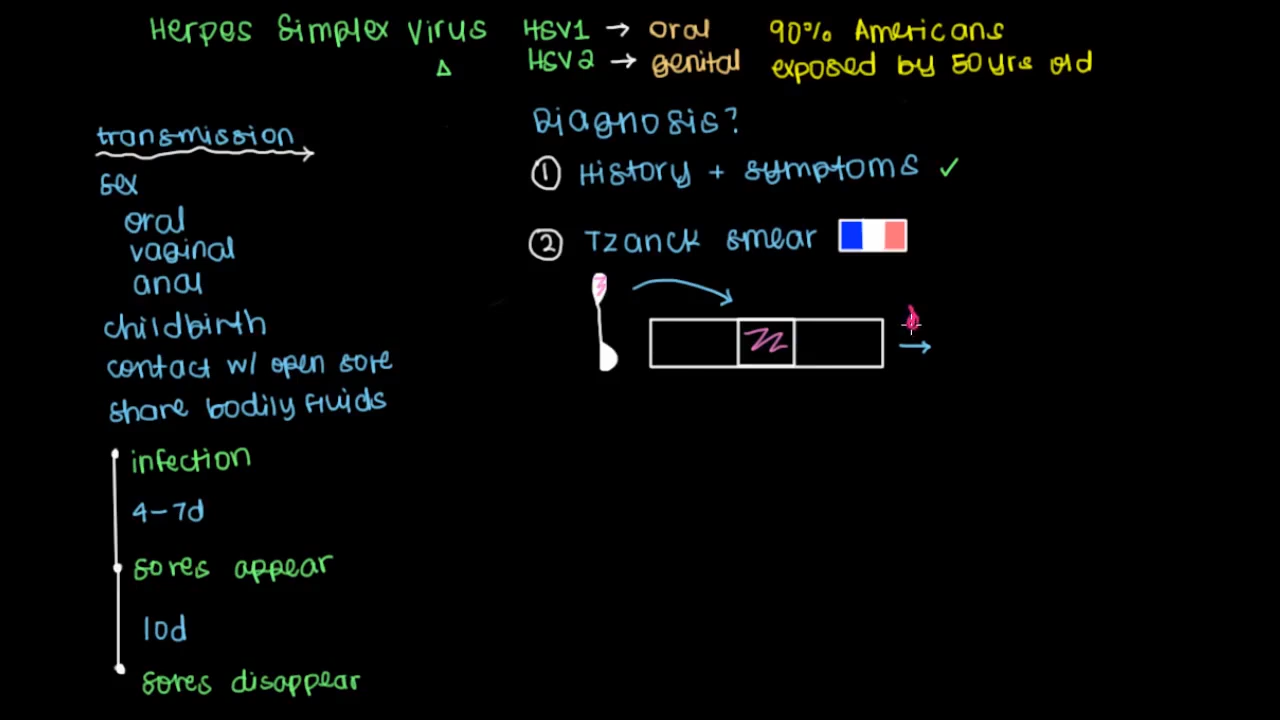 Herpes Simplex Virus
HSV1 → oral
HSV2 → genital
90% Americans
exposed by 50 yrs old
transmission
sex
oral
vaginal
anal
childbirth
contact w/ open sore
share bodily fluids
infection
4-7d
sores appear
10d
sores disappear
Diagnosis?
1 History + symptoms ✓
2 Tzanck smear